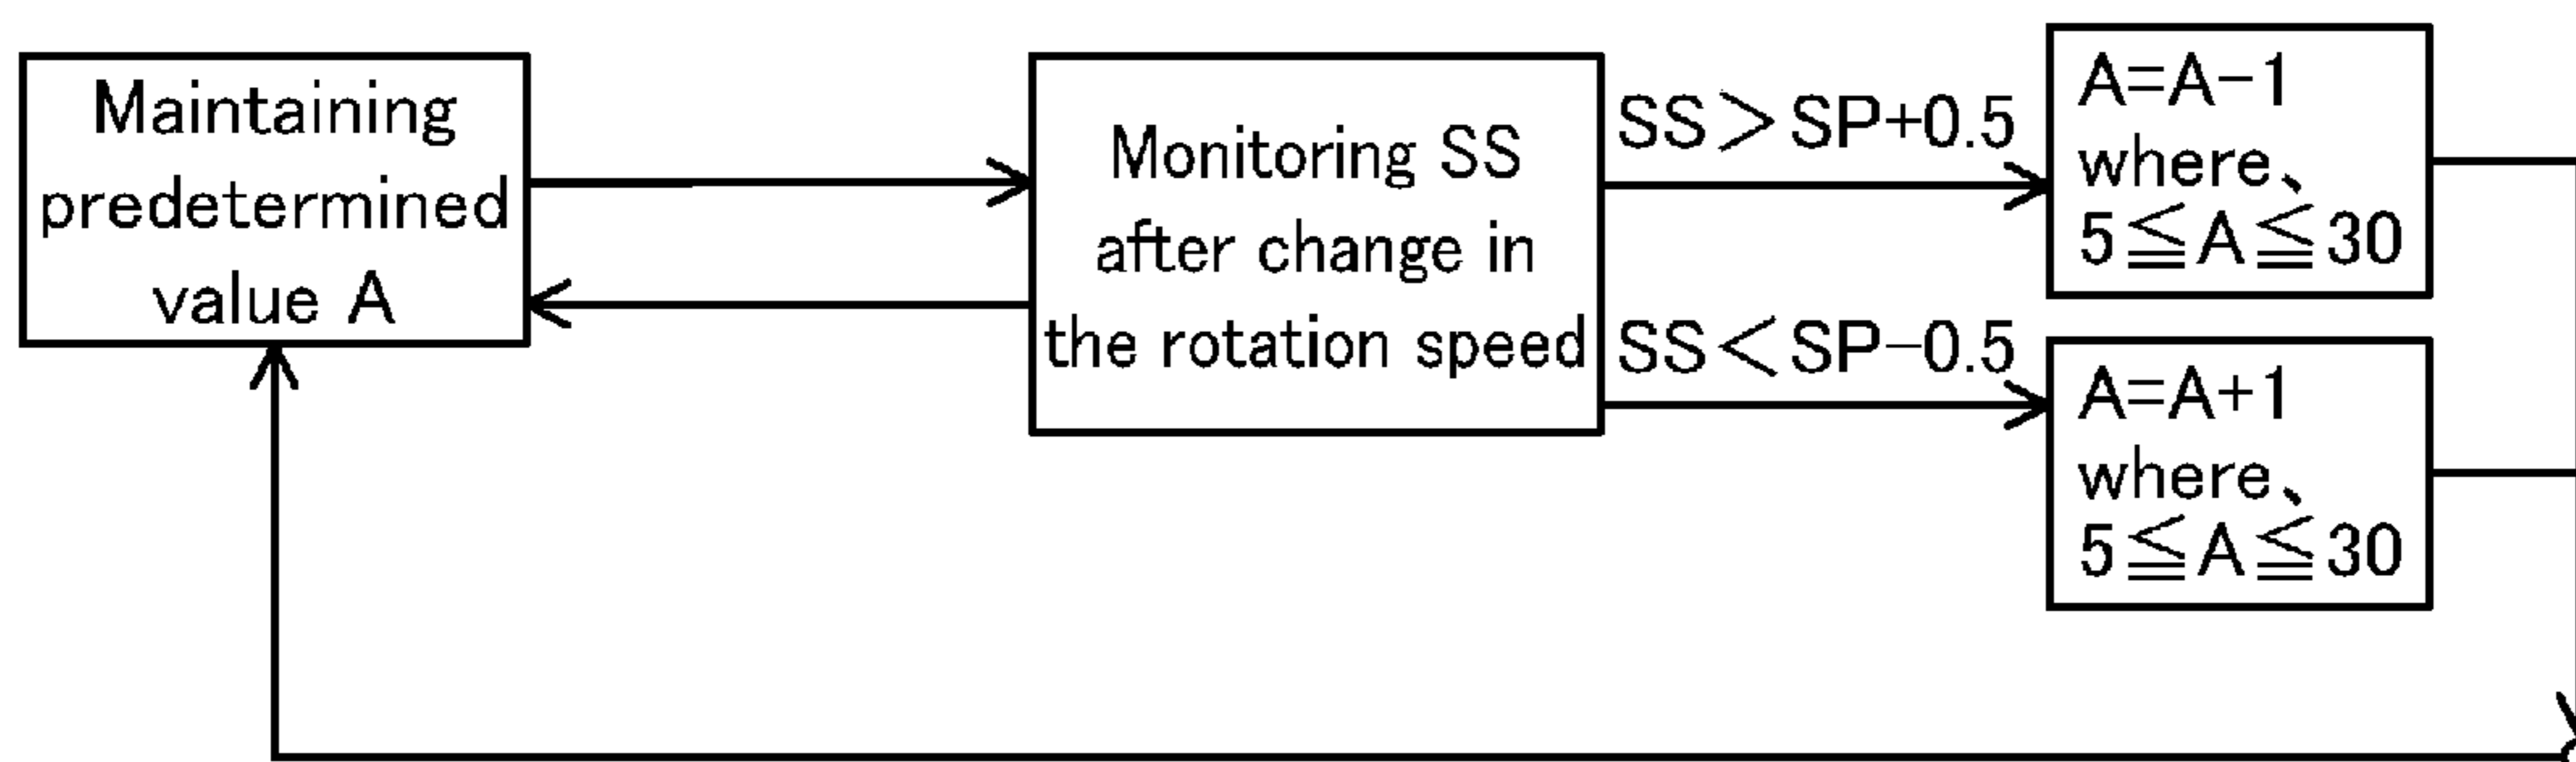 Maintaining
predetermined
value A
Monitoring SS
after change in
the rotation speed
SS＞SP+0.5
SS＜SP−0.5
A=A−1
where、
5≦A≦30
A=A+1
where、
5≦A≦30